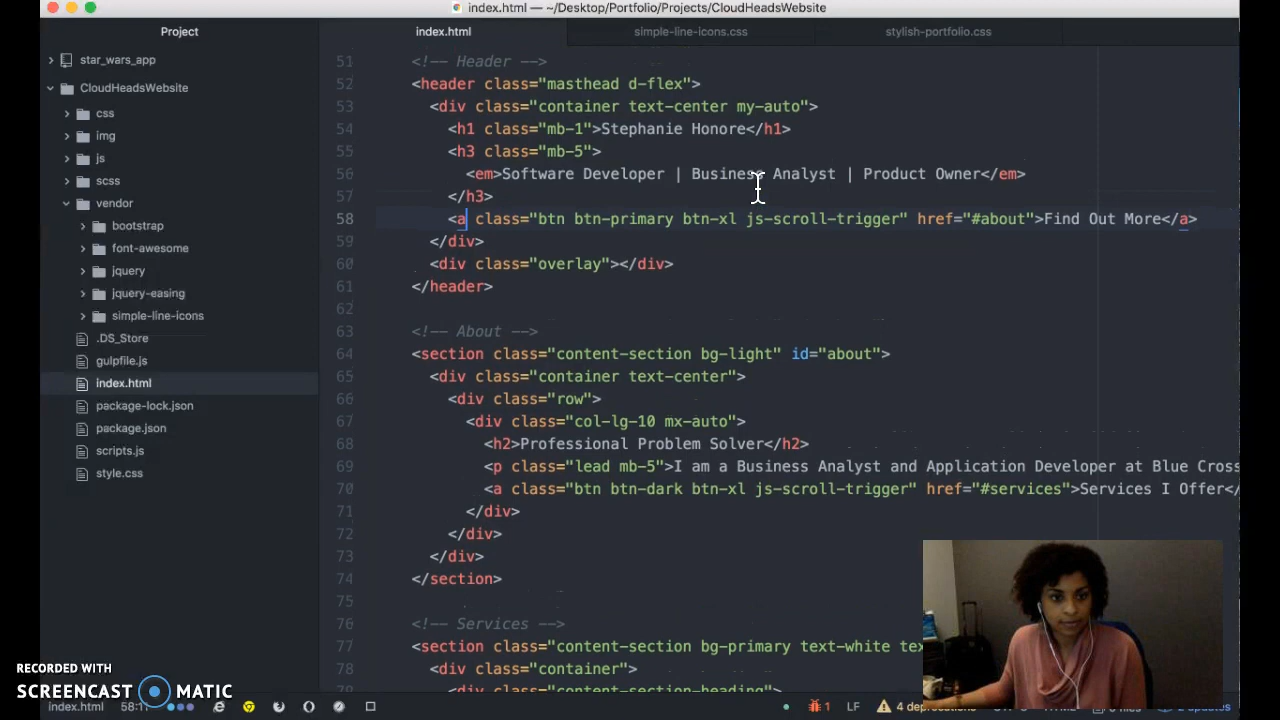 index.html — ~/Desktop/Portfolio/Projects/CloudHeadsWebsite
Project
index.html
simple-line-icons.css
stylish-portfolio.css
star_wars_app
CloudHeadsWebsite
css
img
js
scss
vendor
bootstrap
font-awesome
jquery
jquery-easing
simple-line-icons
.DS_Store
gulpfile.js
index.html
package-lock.json
package.json
scripts.js
style.css
51 <!-- Header -->
52 <header class="masthead d-flex">
53 <div class="container text-center my-auto">
54 <h1 class="mb-1">Stephanie Honore</h1>
55 <h3 class="mb-5">
56 <em>Software Developer | Business Analyst | Product Owner</em>
57 </h3>
58 <a class="btn btn-primary btn-xl js-scroll-trigger" href="#about">Find Out More</a>
59 </div>
60 <div class="overlay"></div>
61 </header>
62
63 <!-- About -->
64 <section class="content-section bg-light" id="about">
65 <div class="container text-center">
66 <div class="row">
67 <div class="col-lg-10 mx-auto">
68 <h2>Professional Problem Solver</h2>
69 <p class="lead mb-5">I am a Business Analyst and Application Developer at Blue Cross
70 <a class="btn btn-dark btn-xl js-scroll-trigger" href="#services">Services I Offer</
71 </div>
72 </div>
73 </div>
74 </section>
75
76 <!-- Services -->
77 <section class="content-section bg-primary text-white
78 <div class="container">
<div class="content-section-heading">
RECORDED WITH
SCREENCAST MATIC
index.html 58:11
1 LF 4 deprecations
2 updates